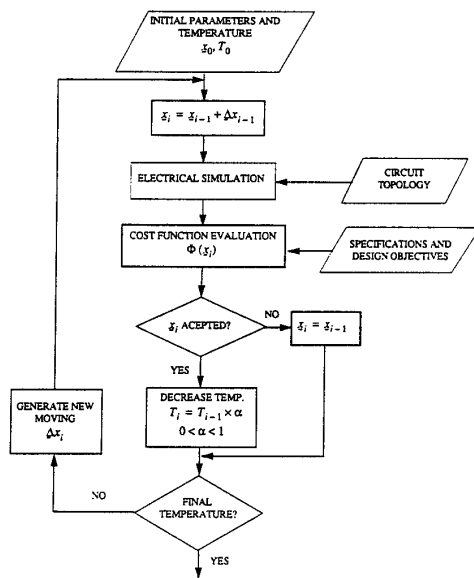 INITIAL PARAMETERS AND
TEMPERATURE
x₀, T₀
xᵢ = xᵢ₋₁ + Δxᵢ₋₁
ELECTRICAL SIMULATION
CIRCUIT
TOPOLOGY
COST FUNCTION EVALUATION
Φ (xᵢ)
SPECIFICATIONS AND
DESIGN OBJECTIVES
xᵢ ACEPTED?
NO
xᵢ = xᵢ₋₁
YES
DECREASE TEMP.
Tᵢ = Tᵢ₋₁ × α
0 < α < 1
GENERATE NEW
MOVING
Δxᵢ
NO
FINAL
TEMPERATURE?
YES